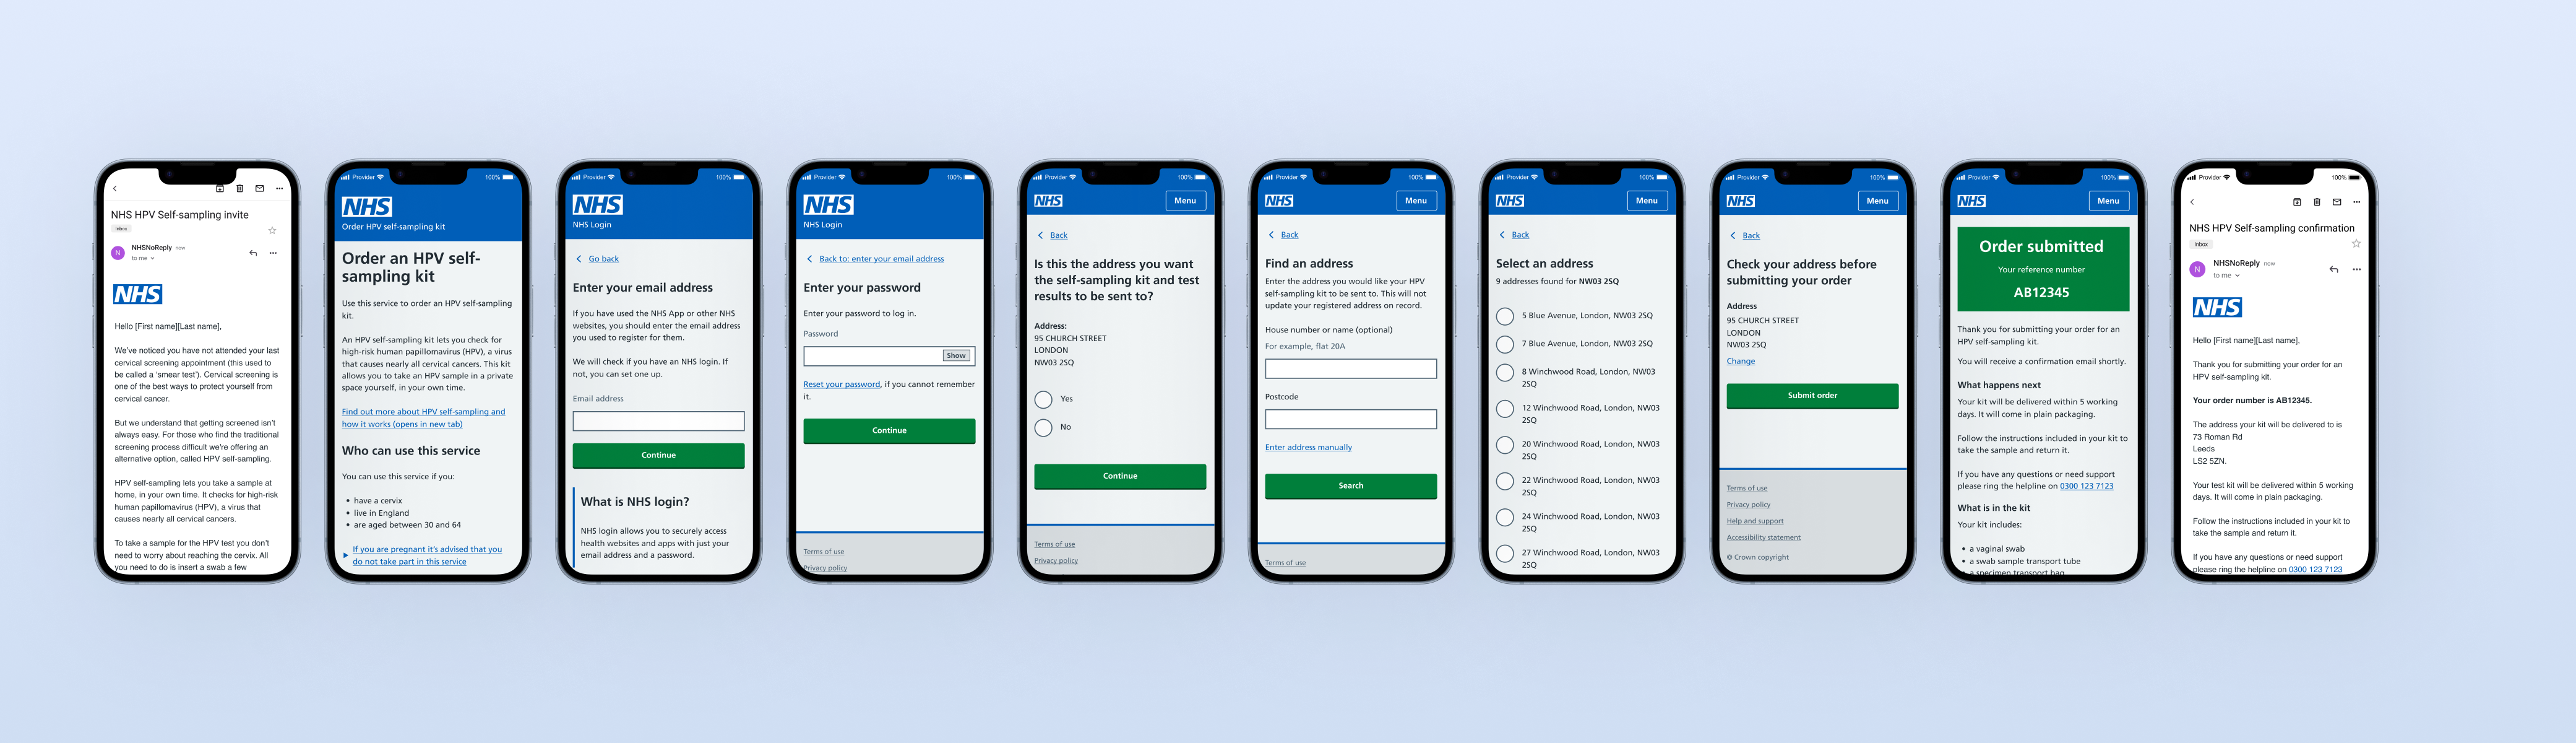 NHS HPV Self-sampling invite
Inbox
NHSNoReply now
to me
N
NHS
Hello [First name][Last name],
We've noticed you have not attended your last
cervical screening appointment (this used to
be called a 'smear test'). Cervical screening is
one of the best ways to protect yourself from
cervical cancer.
But we understand that getting screened isn't
always easy. For those who find the traditional
screening process difficult we're offering an
alternative option, called HPV self-sampling.
HPV self-sampling lets you take a sample at
home, in your own time. It checks for high-risk
human papillomavirus (HPV), a virus that
causes nearly all cervical cancers.
To take a sample for the HPV test you don't
need to worry about reaching the cervix. All
you need to do is insert a swab a few
Provider 100%
NHS
Order HPV self-sampling kit
Order an HPV self-
sampling kit
Use this service to order an HPV self-sampling
kit.
An HPV self-sampling kit lets you check for
high-risk human papillomavirus (HPV), a virus
that causes nearly all cervical cancers. This kit
allows you to take an HPV sample in a private
space yourself, in your own time.
Find out more about HPV self-sampling and
how it works (opens in new tab)
Who can use this service
You can use this service if you:
• have a cervix
• live in England
• are aged between 30 and 64
If you are pregnant it's advised that you
do not take part in this service
Provider 100%
NHS
NHS Login
Go back
Enter your email address
If you have used the NHS App or other NHS
websites, you should enter the email address
you used to register for them.
We will check if you have an NHS login. If
not, you can set one up.
Email address
Continue
What is NHS login?
NHS login allows you to securely access
health websites and apps with just your
email address and a password.
Provider 100%
NHS
NHS Login
Back to: enter your email address
Enter your password
Enter your password to log in.
Password
Show
Reset your password, if you cannot remember
it.
Continue
Terms of use
Privacy policy
Provider 100%
NHS Menu
Back
Is this the address you want
the self-sampling kit and test
results to be sent to?
Address:
95 CHURCH STREET
LONDON
NW03 2SQ
Yes
No
Continue
Terms of use
Privacy policy
Provider 100%
NHS Menu
Back
Find an address
Enter the address you would like your HPV
self-sampling kit to be sent to. This will not
update your registered address on record.
House number or name (optional)
For example, flat 20A
Postcode
Enter address manually
Search
Terms of use
Provider 100%
NHS Menu
Back
Select an address
9 addresses found for NW03 2SQ
5 Blue Avenue, London, NW03 2SQ
7 Blue Avenue, London, NW03 2SQ
8 Winchwood Road, London, NW03
2SQ
12 Winchwood Road, London, NW03
2SQ
20 Winchwood Road, London, NW03
2SQ
22 Winchwood Road, London, NW03
2SQ
24 Winchwood Road, London, NW03
2SQ
27 Winchwood Road, London, NW03
2SQ
Provider 100%
NHS Menu
Back
Check your address before
submitting your order
Address
95 CHURCH STREET
LONDON
NW03 2SQ
Change
Submit order
Terms of use
Privacy policy
Help and support
Accessibility statement
© Crown copyright
Provider 100%
NHS Menu
Order submitted
Your reference number
AB12345
Thank you for submitting your order for an
HPV self-sampling kit.
You will receive a confirmation email shortly.
What happens next
Your kit will be delivered within 5 working
days. It will come in plain packaging.
Follow the instructions included in your kit to
take the sample and return it.
If you have any questions or need support
please ring the helpline on 0300 123 7123
What is in the kit
Your kit includes:
• a vaginal swab
• a swab sample transport tube
• a specimen transport bag
Provider 100%
NHS HPV Self-sampling confirmation
Inbox
NHSNoReply now
to me
N
NHS
Hello [First name][Last name],
Thank you for submitting your order for an
HPV self-sampling kit.
Your order number is AB12345.
The address your kit will be delivered to is
73 Roman Rd
Leeds
LS2 5ZN.
Your test kit will be delivered within 5 working
days. It will come in plain packaging.
Follow the instructions included in your kit to
take the sample and return it.
If you have any questions or need support
please ring the helpline on 0300 123 7123